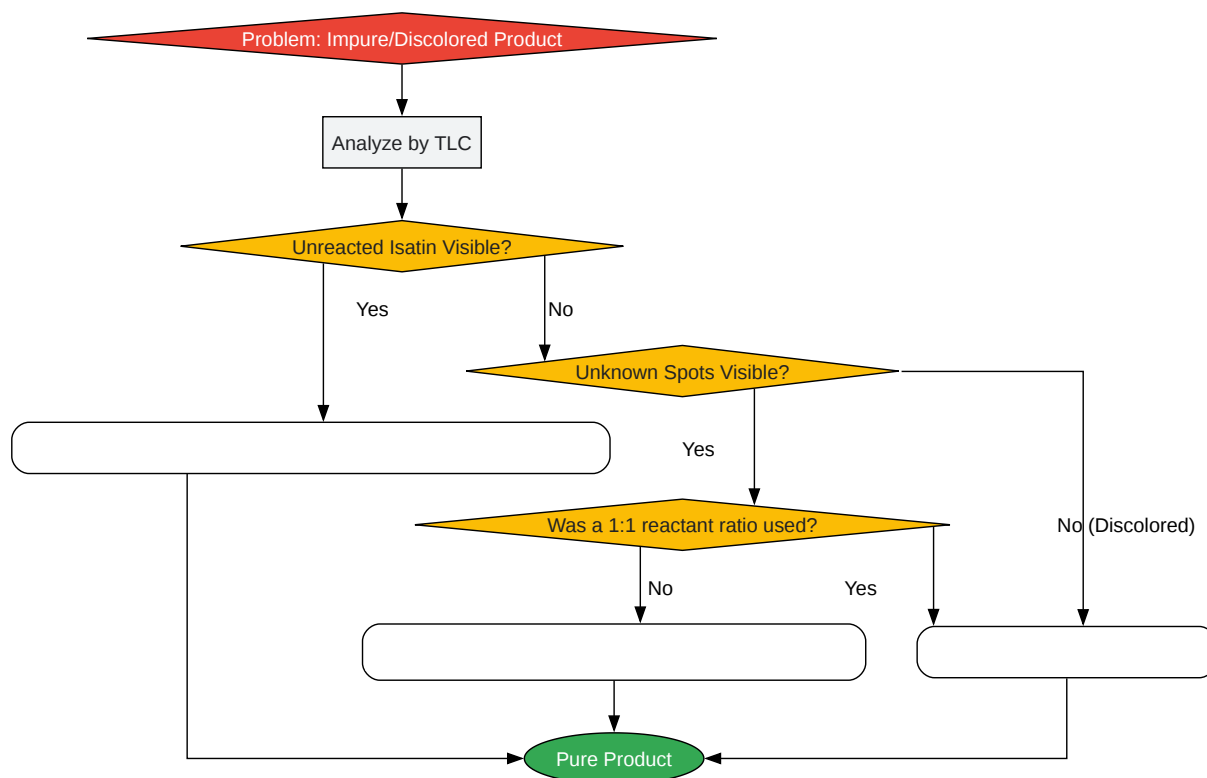 Problem: Impure/Discolored Product
Analyze by TLC
Unreacted Isatin Visible?
Yes
No
Unknown Spots Visible?
Yes
Was a 1:1 reactant ratio used?
No (Discolored)
No
Yes
Pure Product